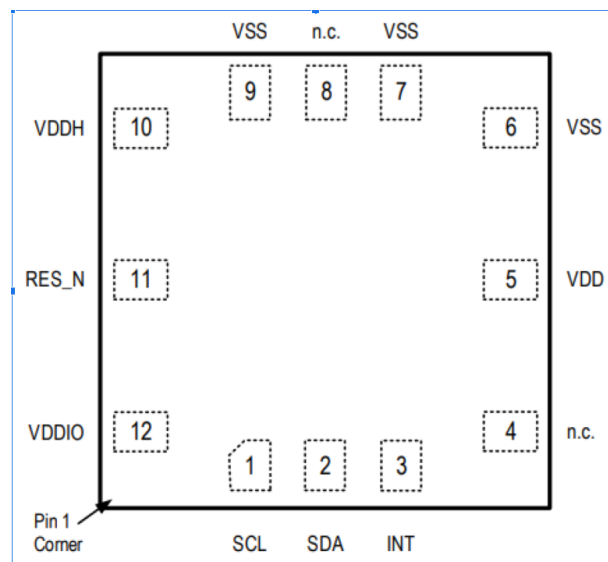 VSS n.c. VSS
9 8 7
VDDH 10 6 VSS
RES_N 11 5 VDD
VDDIO 12 4 n.c.
1 2 3
Pin 1
Corner
SCL SDA INT